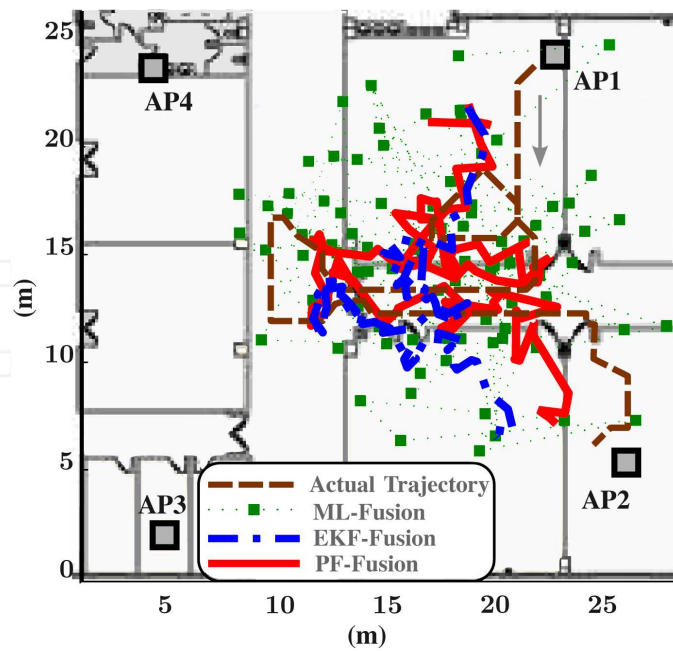 25
20
15
10
5
0
(m)
AP4
AP1
AP3
AP2
Actual Trajectory
ML-Fusion
EKF-Fusion
PF-Fusion
5 10 15 20 25
(m)